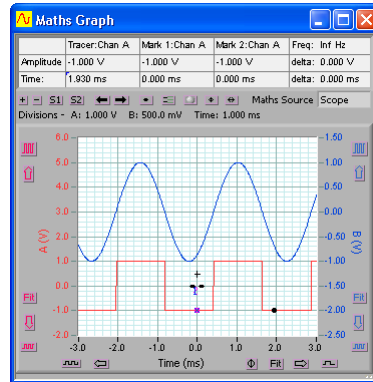 Maths Graph
Tracer:Chan A Mark 1:Chan A Mark 2:Chan A Freq: Inf Hz
Amplitude -1.000 V -1.000 V -1.000 V delta: 0.000 V
Time: 1.930 ms 0.000 ms 0.000 ms delta: 0.000 ms
S1 S2 Maths Source Scope
Divisions - A: 1.000 V B: 500.0 mV Time: 1.000 ms
6.0 -1.50
5.0 -1.00
4.0 -0.50
3.0 -0.00
2.0 -0.50
1.0 -1.00
0.0 -1.50
-1.0 -2.00
-2.0 -2.50
A (V)
B (V)
Fit
Fit
-3.0 -2.0 -1.0 0.0 1.0 2.0 3.0
Time (ms)
Φ Fit